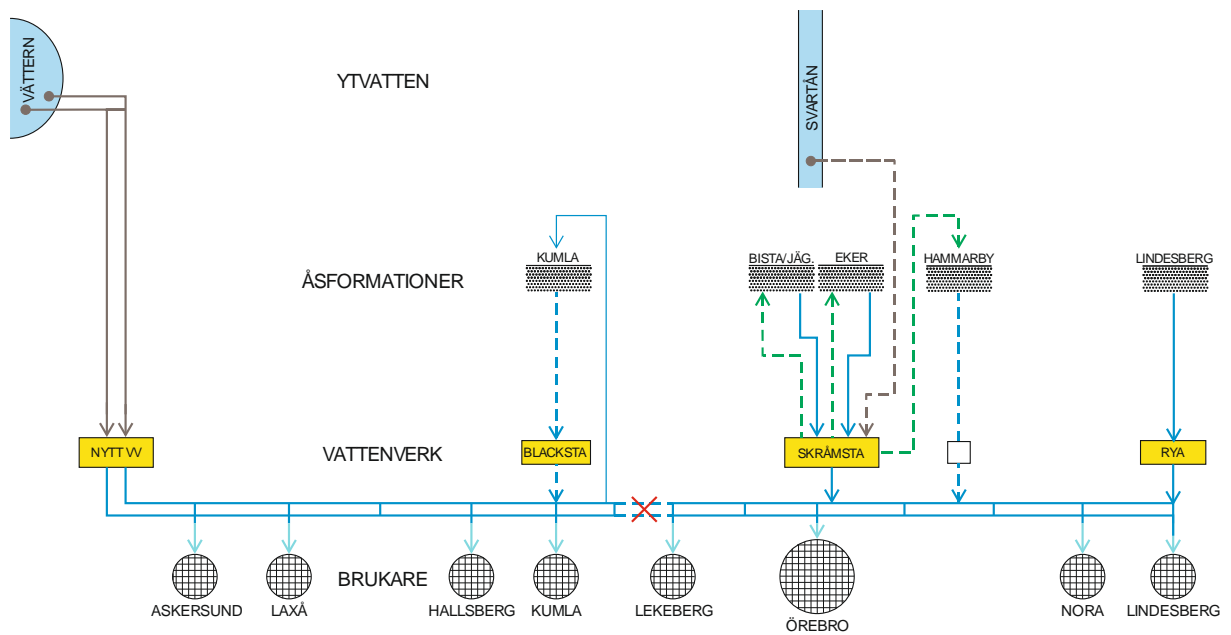 VÄTTERN
YTVATTEN
SVARTÅN
KUMLA
BISTA/JÄG.
EKER
HAMMARBY
LINDESBERG
ÅSFORMATIONER
NYTT VV
VATTENVERK
BLACKSTA
SKRÅMSTA
RYA
BRUKARE
ASKERSUND
LAXÅ
HALLSBERG
KUMLA
LEKEBERG
ÖREBRO
NORA
LINDESBERG